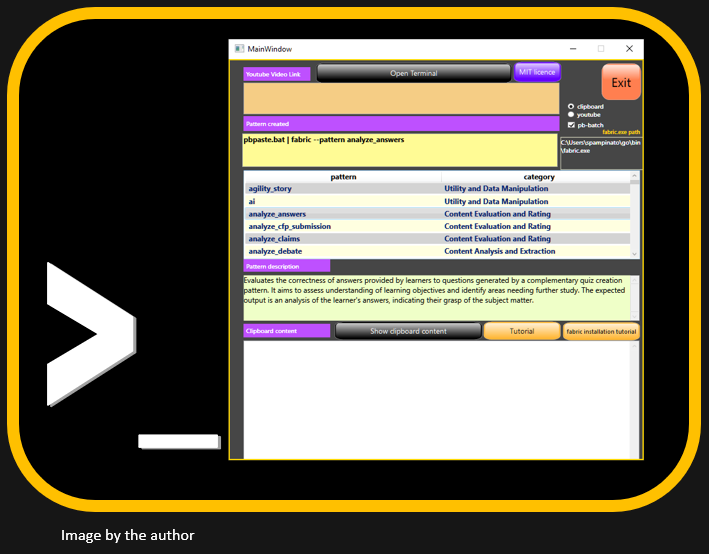 MainWindow
Youtube Video Link
Open Terminal
MIT licence
Exit
clipboard
youtube
pb-batch
fabric.exe path
Pattern created
pbpaste.bat | fabric --pattern analyze_answers
C:\Users\spampinato\go\bin
\fabric.exe
pattern category
agility_story Utility and Data Manipulation
ai Utility and Data Manipulation
analyze_answers Content Evaluation and Rating
analyze_cfp_submission Content Evaluation and Rating
analyze_claims Content Evaluation and Rating
analyze_debate Content Analysis and Extraction
Pattern description
Evaluates the correctness of answers provided by learners to questions generated by a complementary quiz creation
pattern. It aims to assess understanding of learning objectives and identify areas needing further study. The expected
output is an analysis of the learner's answers, indicating their grasp of the subject matter.
Clipboard content
Show clipboard content
Tutorial
fabric installation tutorial
>_
Image by the author